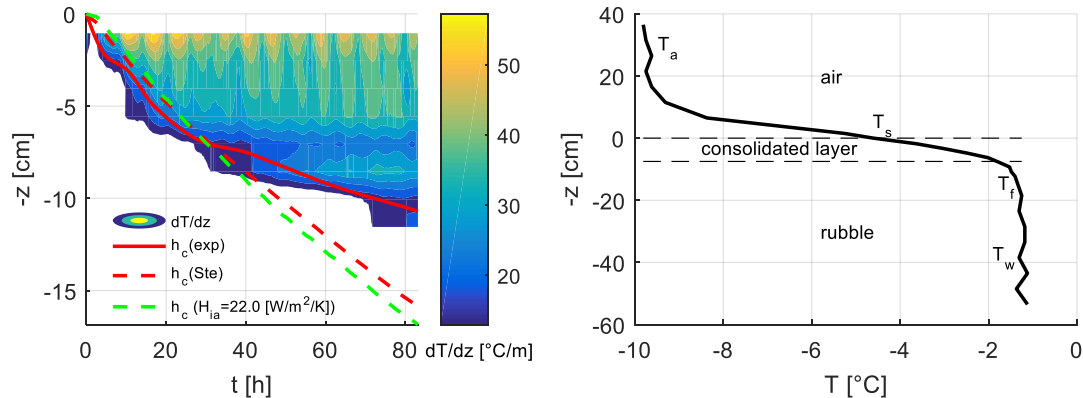 0
-5
-10
-15
-z [cm]
0
20
40
60
80
t [h]
dT/dz
h_c(exp)
h_c(Ste)
h_c (H_ia=22.0 [W/m^2/K])
50
40
30
20
dT/dz [°C/m]
40
20
0
-20
-40
-60
-z [cm]
-10
-8
-6
-4
-2
0
T [°C]
T_a
air
T_s
consolidated layer
T_f
rubble
T_w